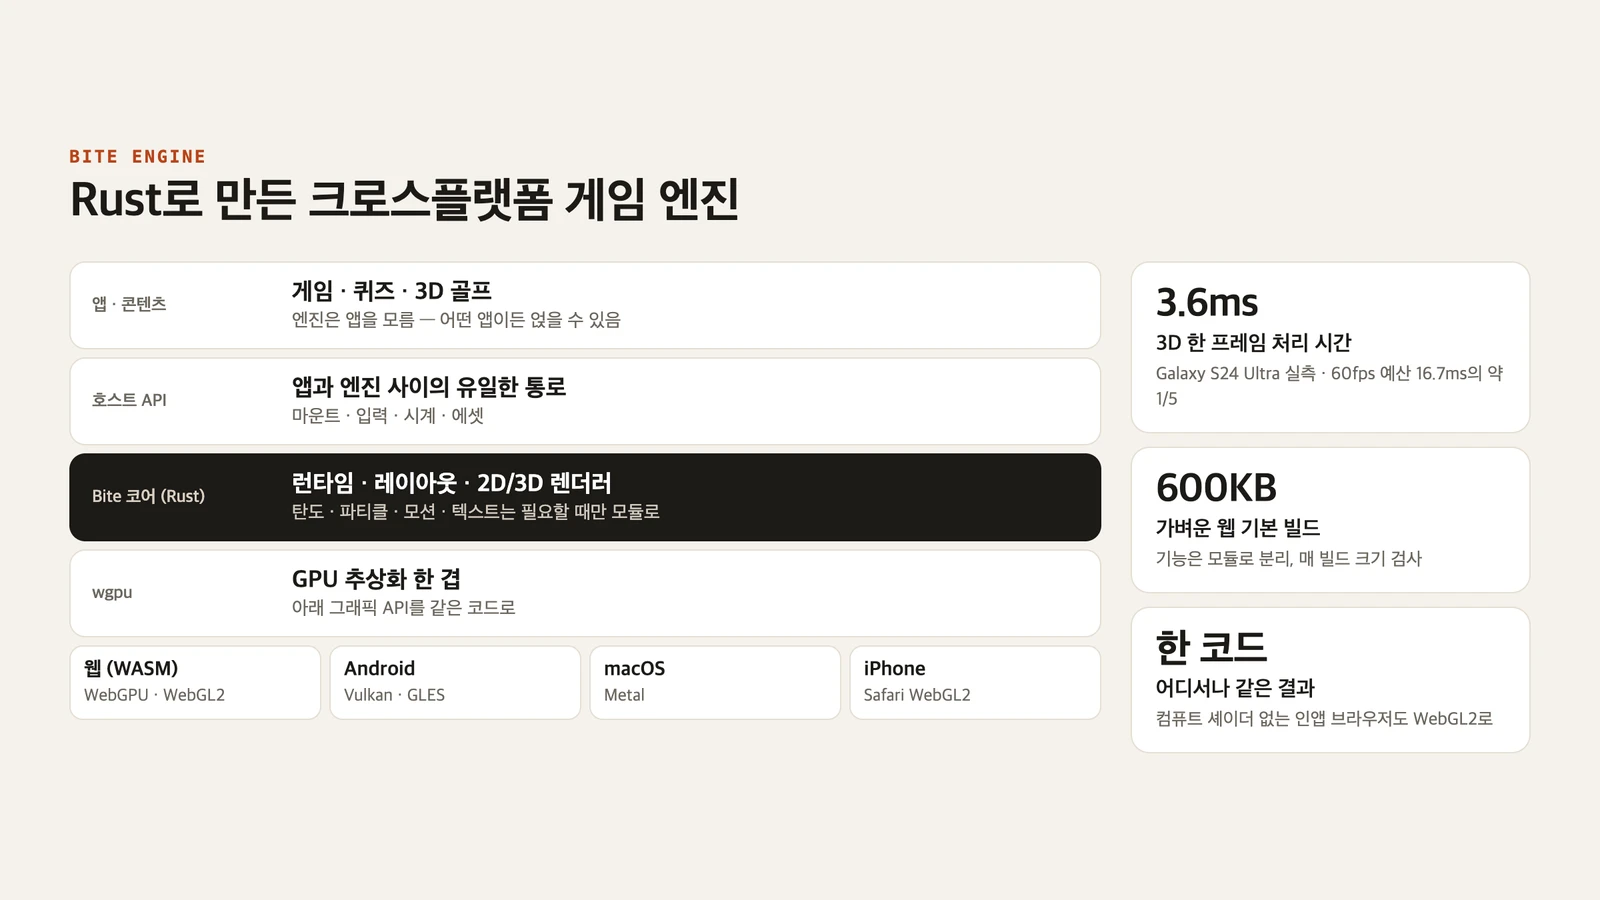 BITE ENGINE
Rust로 만든 크로스플랫폼 게임 엔진
앱 · 콘텐츠
게임 · 퀴즈 · 3D 골프
엔진은 앱을 모름 — 어떤 앱이든 얹을 수 있음
호스트 API
앱과 엔진 사이의 유일한 통로
마운트 · 입력 · 시계 · 에셋
Bite 코어 (Rust)
런타임 · 레이아웃 · 2D/3D 렌더러
탄도 · 파티클 · 모션 · 텍스트는 필요할 때만 모듈로
wgpu
GPU 추상화 한 겹
아래 그래픽 API를 같은 코드로
웹 (WASM)
WebGPU · WebGL2
Android
Vulkan · GLES
macOS
Metal
iPhone
Safari WebGL2
3.6ms
3D 한 프레임 처리 시간
Galaxy S24 Ultra 실측 · 60fps 예산 16.7ms의 약
1/5
600KB
가벼운 웹 기본 빌드
기능은 모듈로 분리, 매 빌드 크기 검사
한 코드
어디서나 같은 결과
컴퓨트 셰이더 없는 인앱 브라우저도 WebGL2로